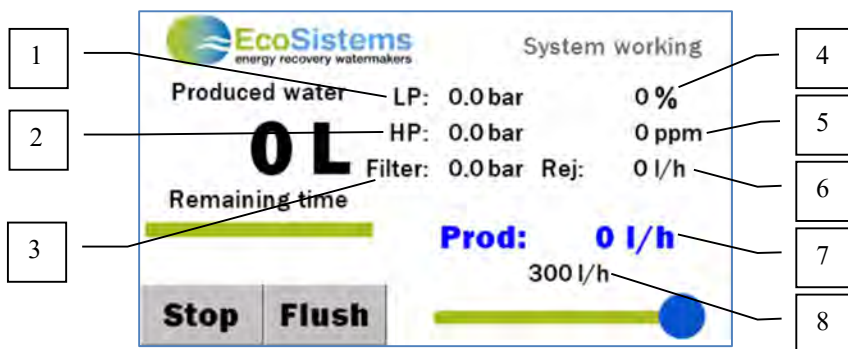 EcoSistems
energy recovery watermakers
System working
Produced water
0 L
Remaining time
LP: 0.0 bar 0 %
HP: 0.0 bar 0 ppm
Filter: 0.0 bar Rej: 0 l/h
Prod: 0 l/h
300 l/h
Stop Flush
1
2
3
4
5
6
7
8